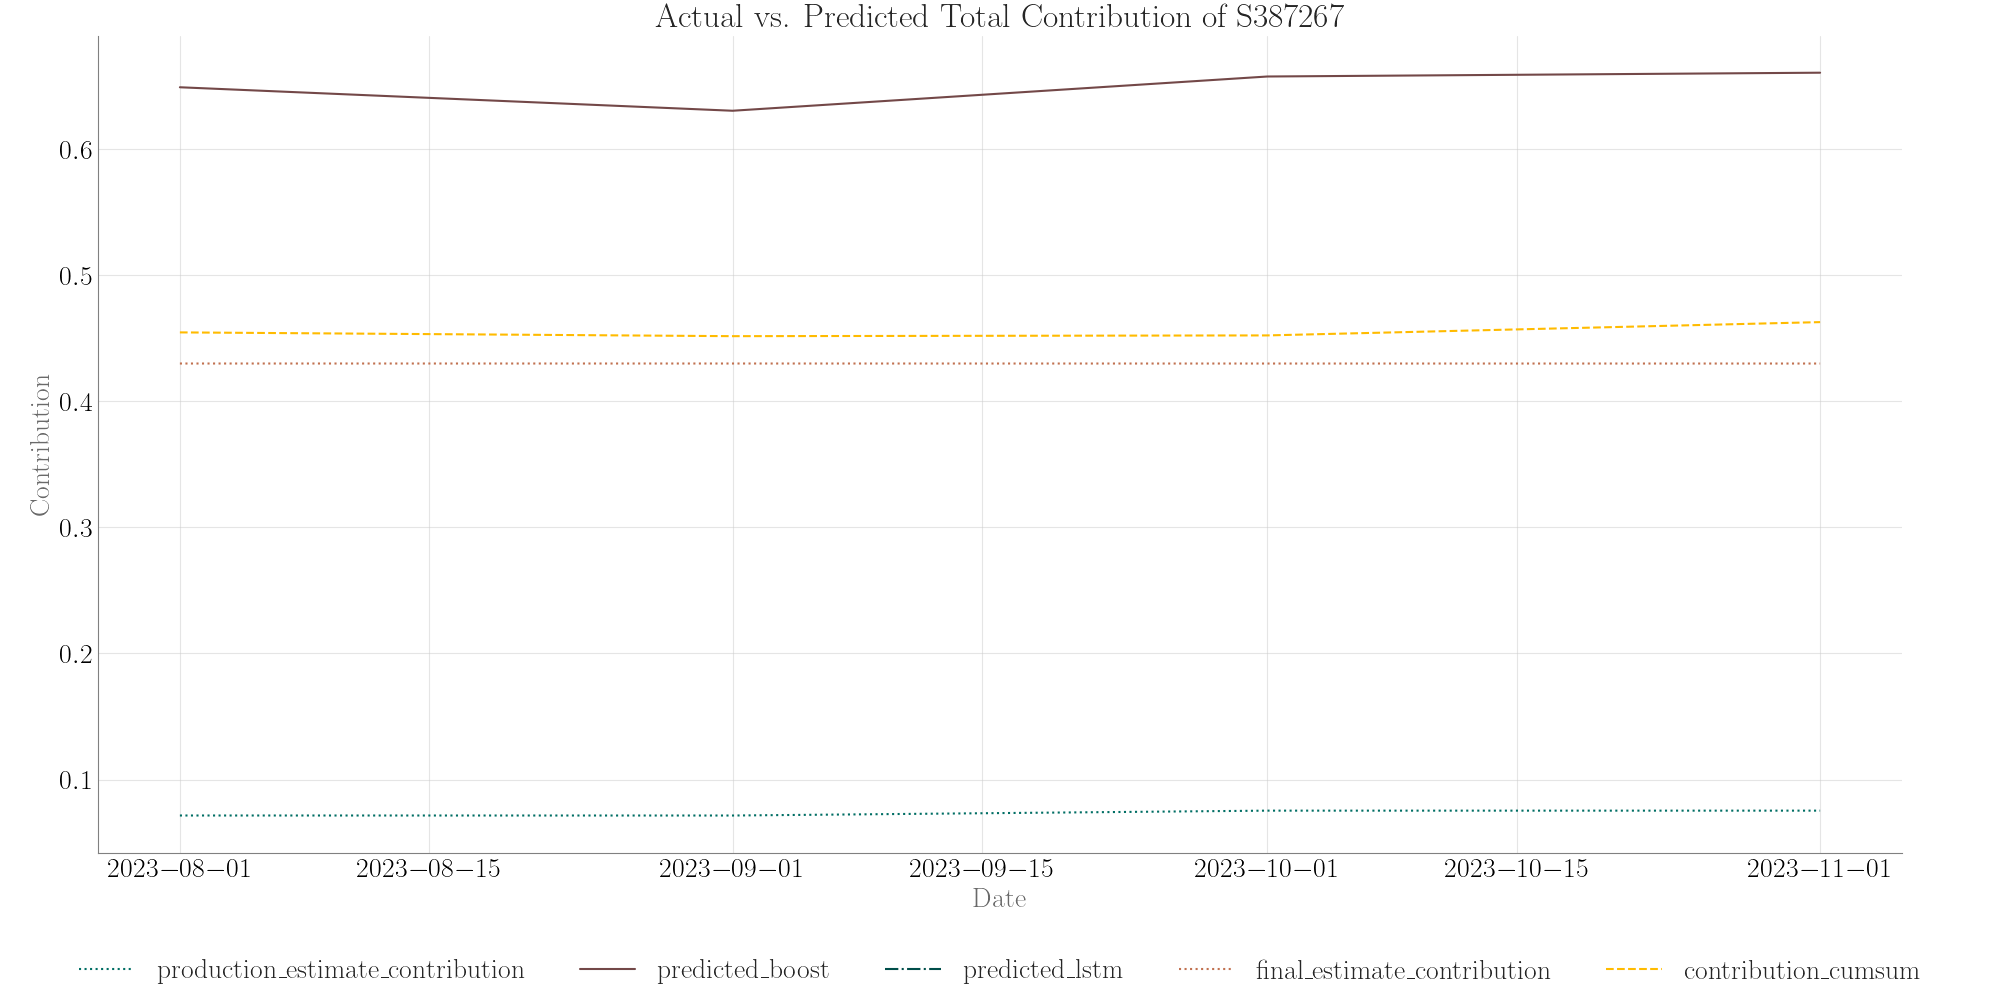 Actual vs. Predicted Total Contribution of S387267
Contribution
0.6
0.5
0.4
0.3
0.2
0.1
2023–08–01 2023–08–15 2023–09–01 2023–09–15 2023–10–01 2023–10–15 2023–11–01
Date
production_estimate_contribution predicted_boost predicted_lstm final_estimate_contribution contribution_cumsum